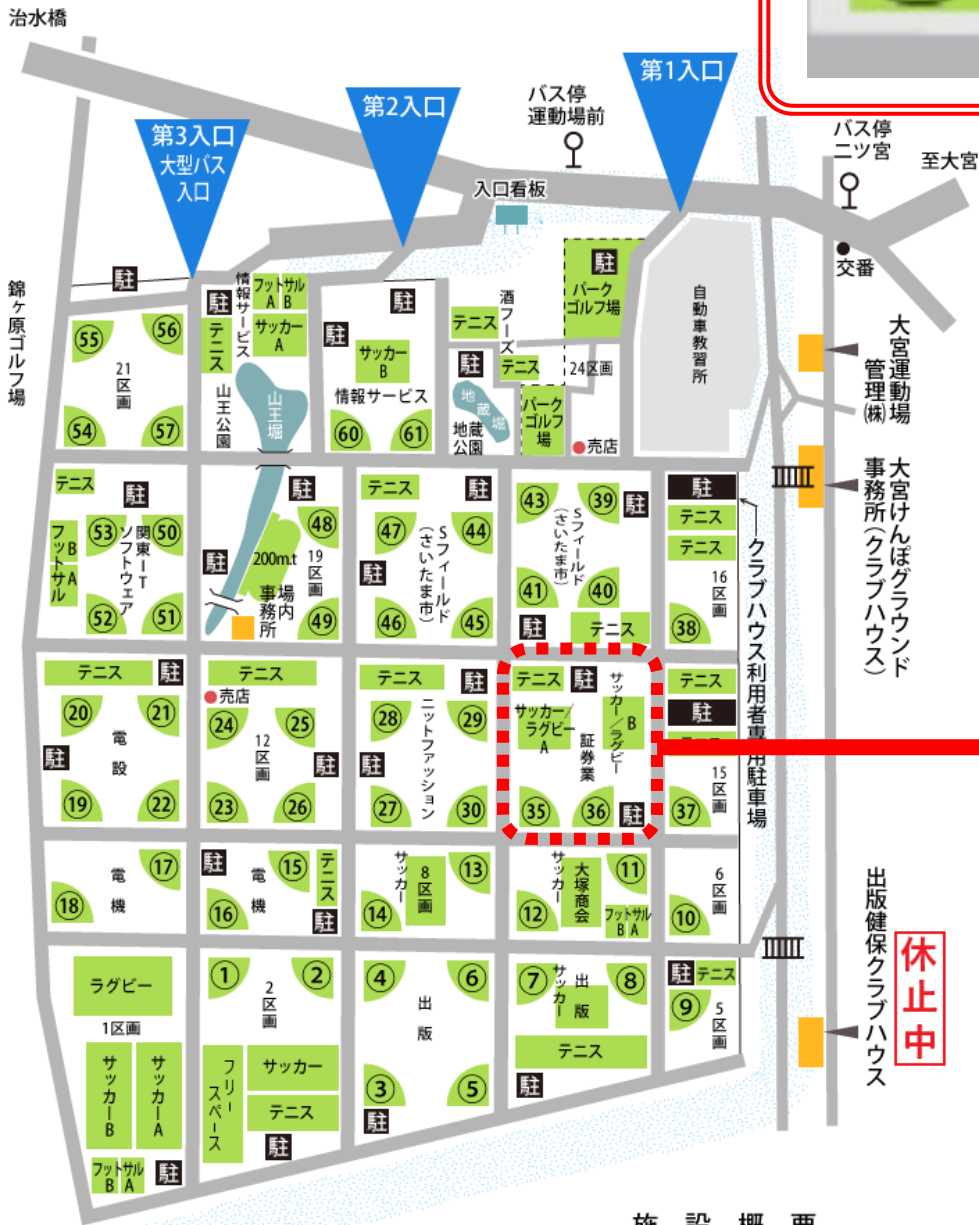 治水橋
第1入口
第2入口
第3入口
大型バス
入口
バス停
運動場前
バス停
二ツ宮
至大宮
入口看板
交番
錦ヶ原ゴルフ場
駐
55
56
21区画
54
57
駐
情報サービス
フットサル
A B
テニス
サッカー
A
山王公園
山王堀
駐
サッカー
B
情報サービス
60
61
酒フーズ
テニス
駐
テニス
地蔵堀
地蔵公園
駐
パーク
ゴルフ場
24区画
パーク
ゴルフ
場
売店
自動車教習所
大宮運動場
管理㈱
大宮けんぽグラウンド
事務所(クラブハウス)
テニス
駐
フットサル
B A
53
50
関東IT
ソフトウェア
52
51
駐
48
駐
200m.t
19区画
場内
事務所
49
テニス
47
44
駐
Sフィールド
(さいたま市)
46
45
43
39
駐
Sフィールド
(さいたま市)
41
40
駐
テニス
駐
テニス
テニス
16区画
38
クラブハウス利用者専用駐車場
テニス
駐
20
21
駐
電設
19
22
テニス
売店
24
25
12区画
駐
23
26
テニス
駐
28
29
駐
ニットファッション
27
30
テニス
駐
サッカー/
ラグビー
A
サッカー/ラグビー
B
証券業
35
36
駐
テニス
駐
15区画
37
17
電機
18
駐
15
テニス
電機
16
駐
13
サッカー
8区画
14
サッカー
大塚商会
11
12
フットサル
B A
6区画
10
出版健保クラブハウス
休止中
ラグビー
1区画
サッカーB
サッカーA
フットサル
B A
駐
1
2
2区画
フリースペース
サッカー
テニス
駐
4
6
出版
3
5
駐
7
サッカー
出版
8
テニス
駐
駐
テニス
9
5区画
施設概要